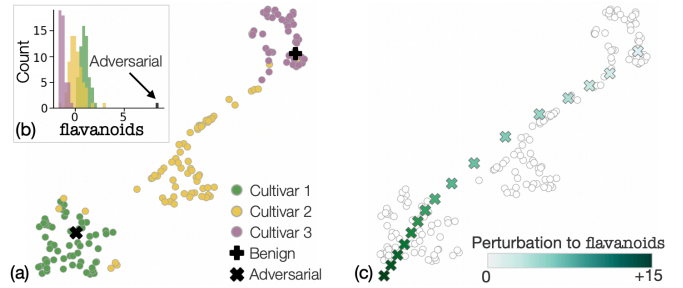 15
10
5
0
Count
Adversarial
0
5
(b)
flavanoids
Cultivar 1
Cultivar 2
Cultivar 3
Benign
Adversarial
(a)
(c)
Perturbation to flavanoids
0
+15